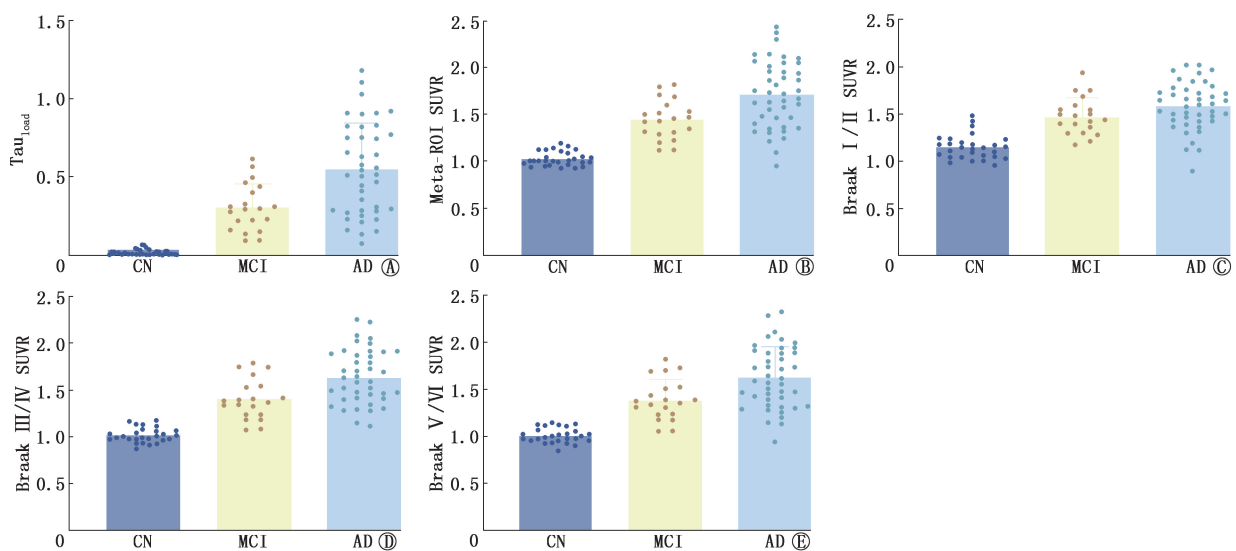 1.5
1.0
0.5
0
Tau_load
CN MCI AD Ⓐ
2.5
2.0
1.5
1.0
0.5
0
Meta-ROI SUVR
CN MCI AD Ⓑ
2.5
2.0
1.5
1.0
0.5
0
Braak Ⅰ/Ⅱ SUVR
CN MCI AD Ⓒ
2.5
2.0
1.5
1.0
0.5
0
Braak Ⅲ/Ⅳ SUVR
CN MCI AD Ⓓ
2.5
2.0
1.5
1.0
0.5
0
Braak Ⅴ/Ⅵ SUVR
CN MCI AD Ⓔ